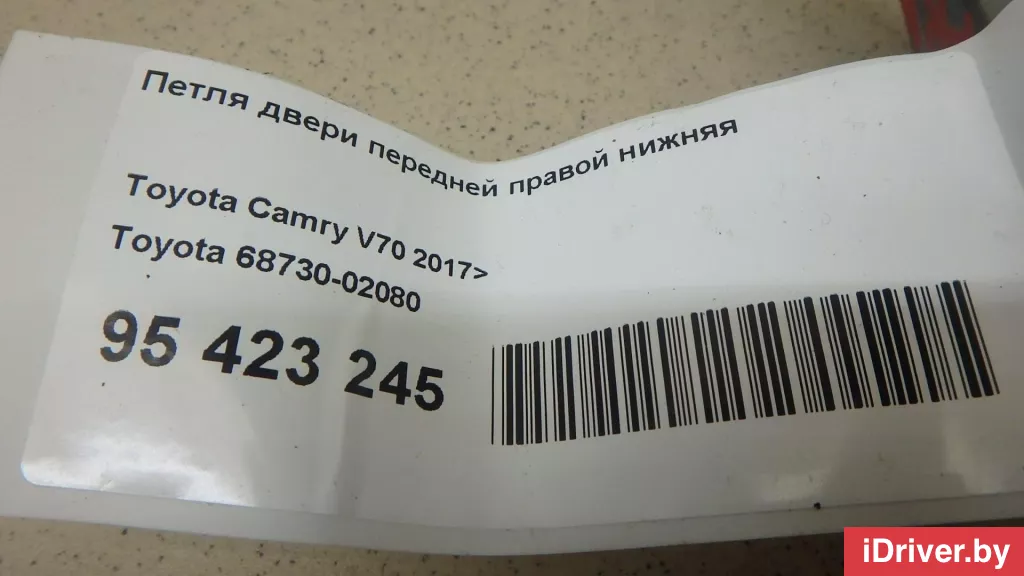 Петля двери передней правой нижняя
Toyota Camry V70 2017>
Toyota 68730-02080
95 423 245
iDriver.by